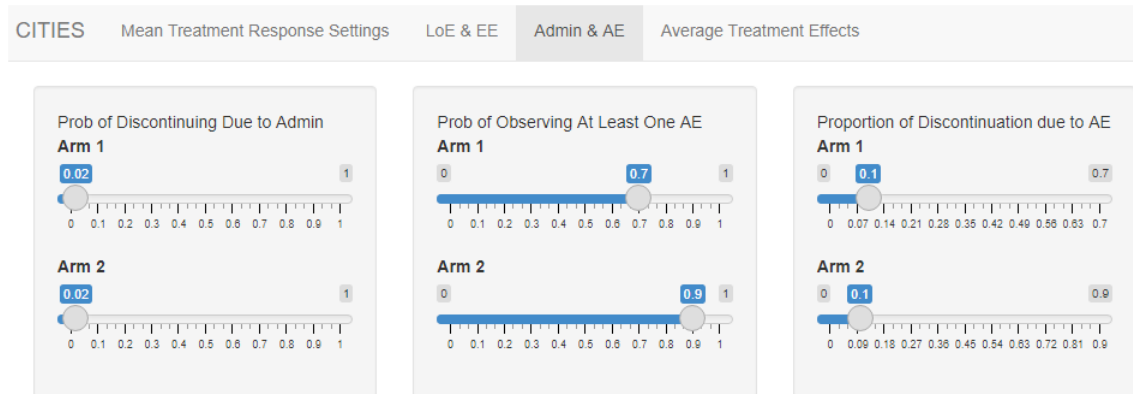 CITIES Mean Treatment Response Settings LoE & EE Admin & AE Average Treatment Effects
Prob of Discontinuing Due to Admin
Arm 1
0.02 1
0 0.1 0.2 0.3 0.4 0.5 0.6 0.7 0.8 0.9 1
Arm 2
0.02 1
0 0.1 0.2 0.3 0.4 0.5 0.6 0.7 0.8 0.9 1
Prob of Observing At Least One AE
Arm 1
0 0.7 1
0 0.1 0.2 0.3 0.4 0.5 0.6 0.7 0.8 0.9 1
Arm 2
0 0.9 1
0 0.1 0.2 0.3 0.4 0.5 0.6 0.7 0.8 0.9 1
Proportion of Discontinuation due to AE
Arm 1
0 0.1 0.7
0 0.07 0.14 0.21 0.28 0.35 0.42 0.49 0.56 0.63 0.7
Arm 2
0 0.1 0.9
0 0.09 0.18 0.27 0.36 0.45 0.54 0.63 0.72 0.81 0.9